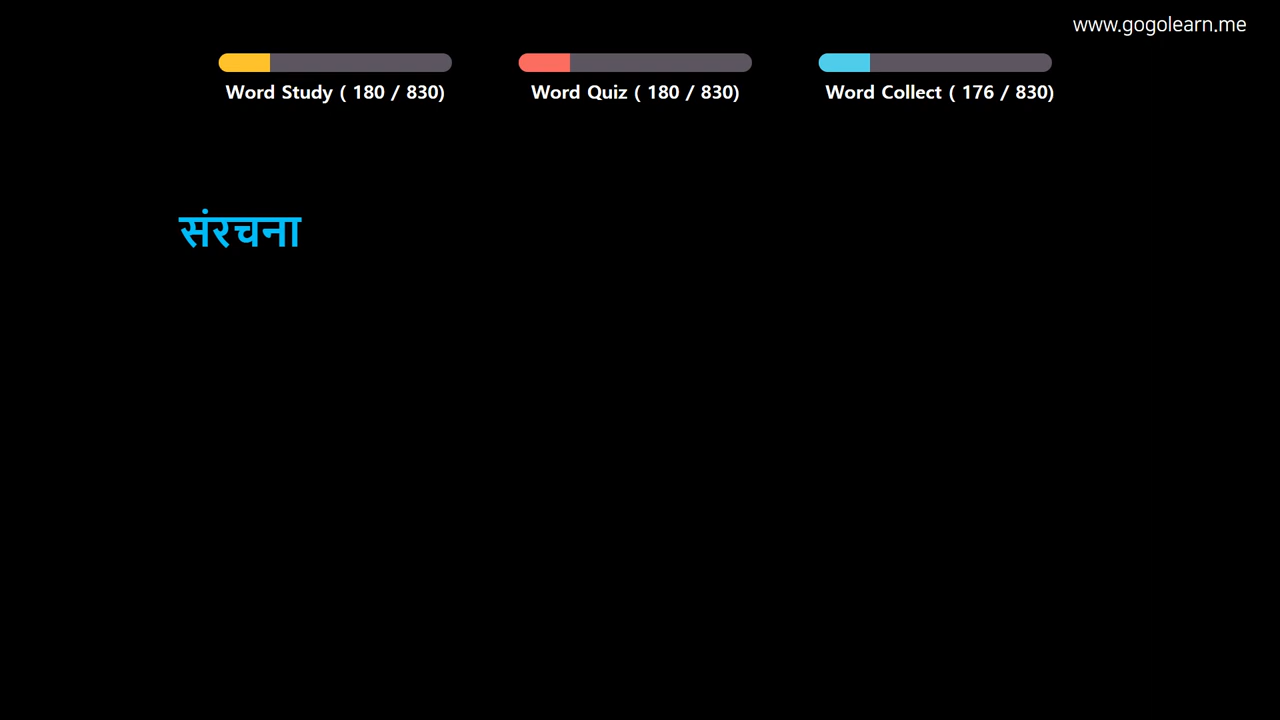 www.gogolearn.me
Word Study ( 180 / 830)
Word Quiz ( 180 / 830)
Word Collect ( 176 / 830)
संरचना